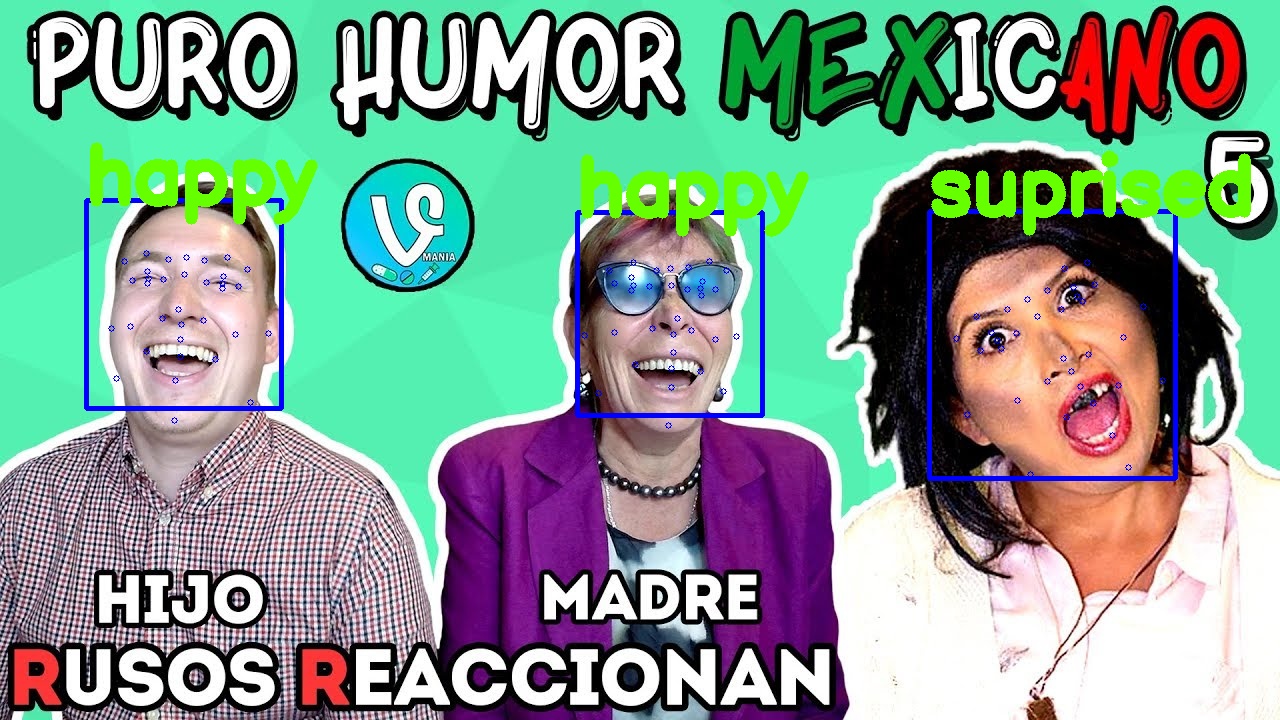 PURO HUMOR MEXICANO
5
happy
happy
suprised
V
MANIA
HIJO
MADRE
RUSOS REACCIONAN